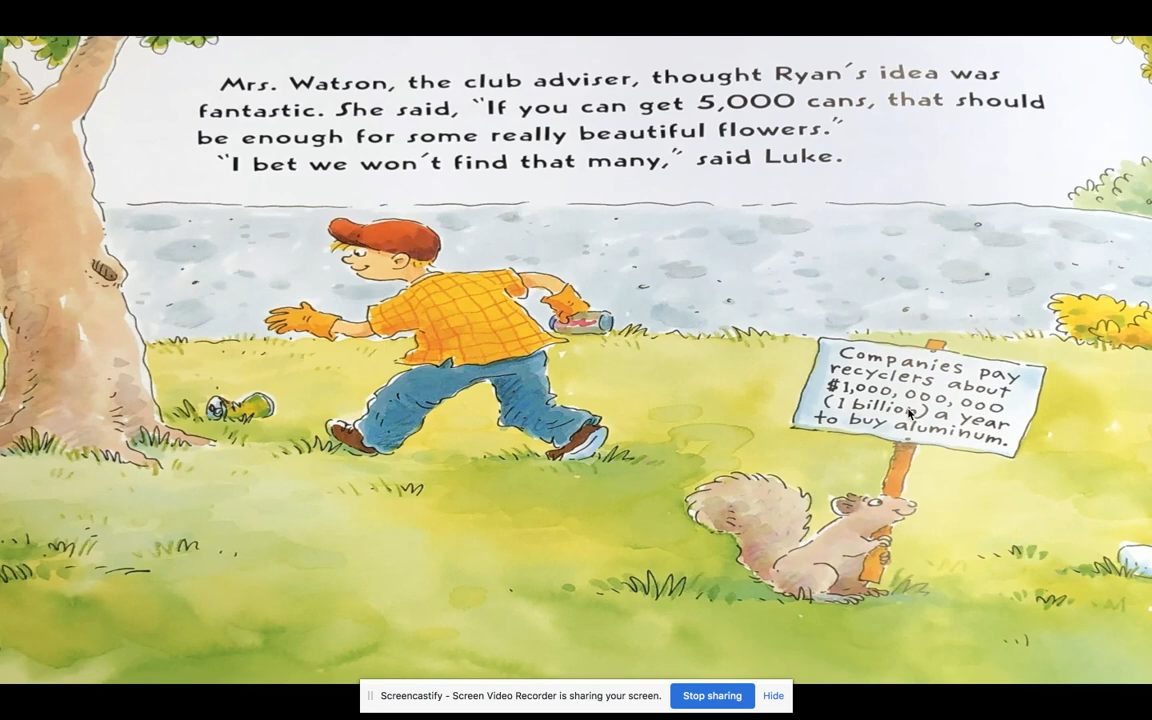 Mrs. Watson, the club adviser, thought Ryan's idea was
fantastic. She said, "If you can get 5,000 cans, that should
be enough for some really beautiful flowers."
"I bet we won't find that many," said Luke.
Companies pay
recyclers about
$1,000,000,000
(1 billion) a year
to buy aluminum.
Screencastify - Screen Video Recorder is sharing your screen.
Stop sharing
Hide